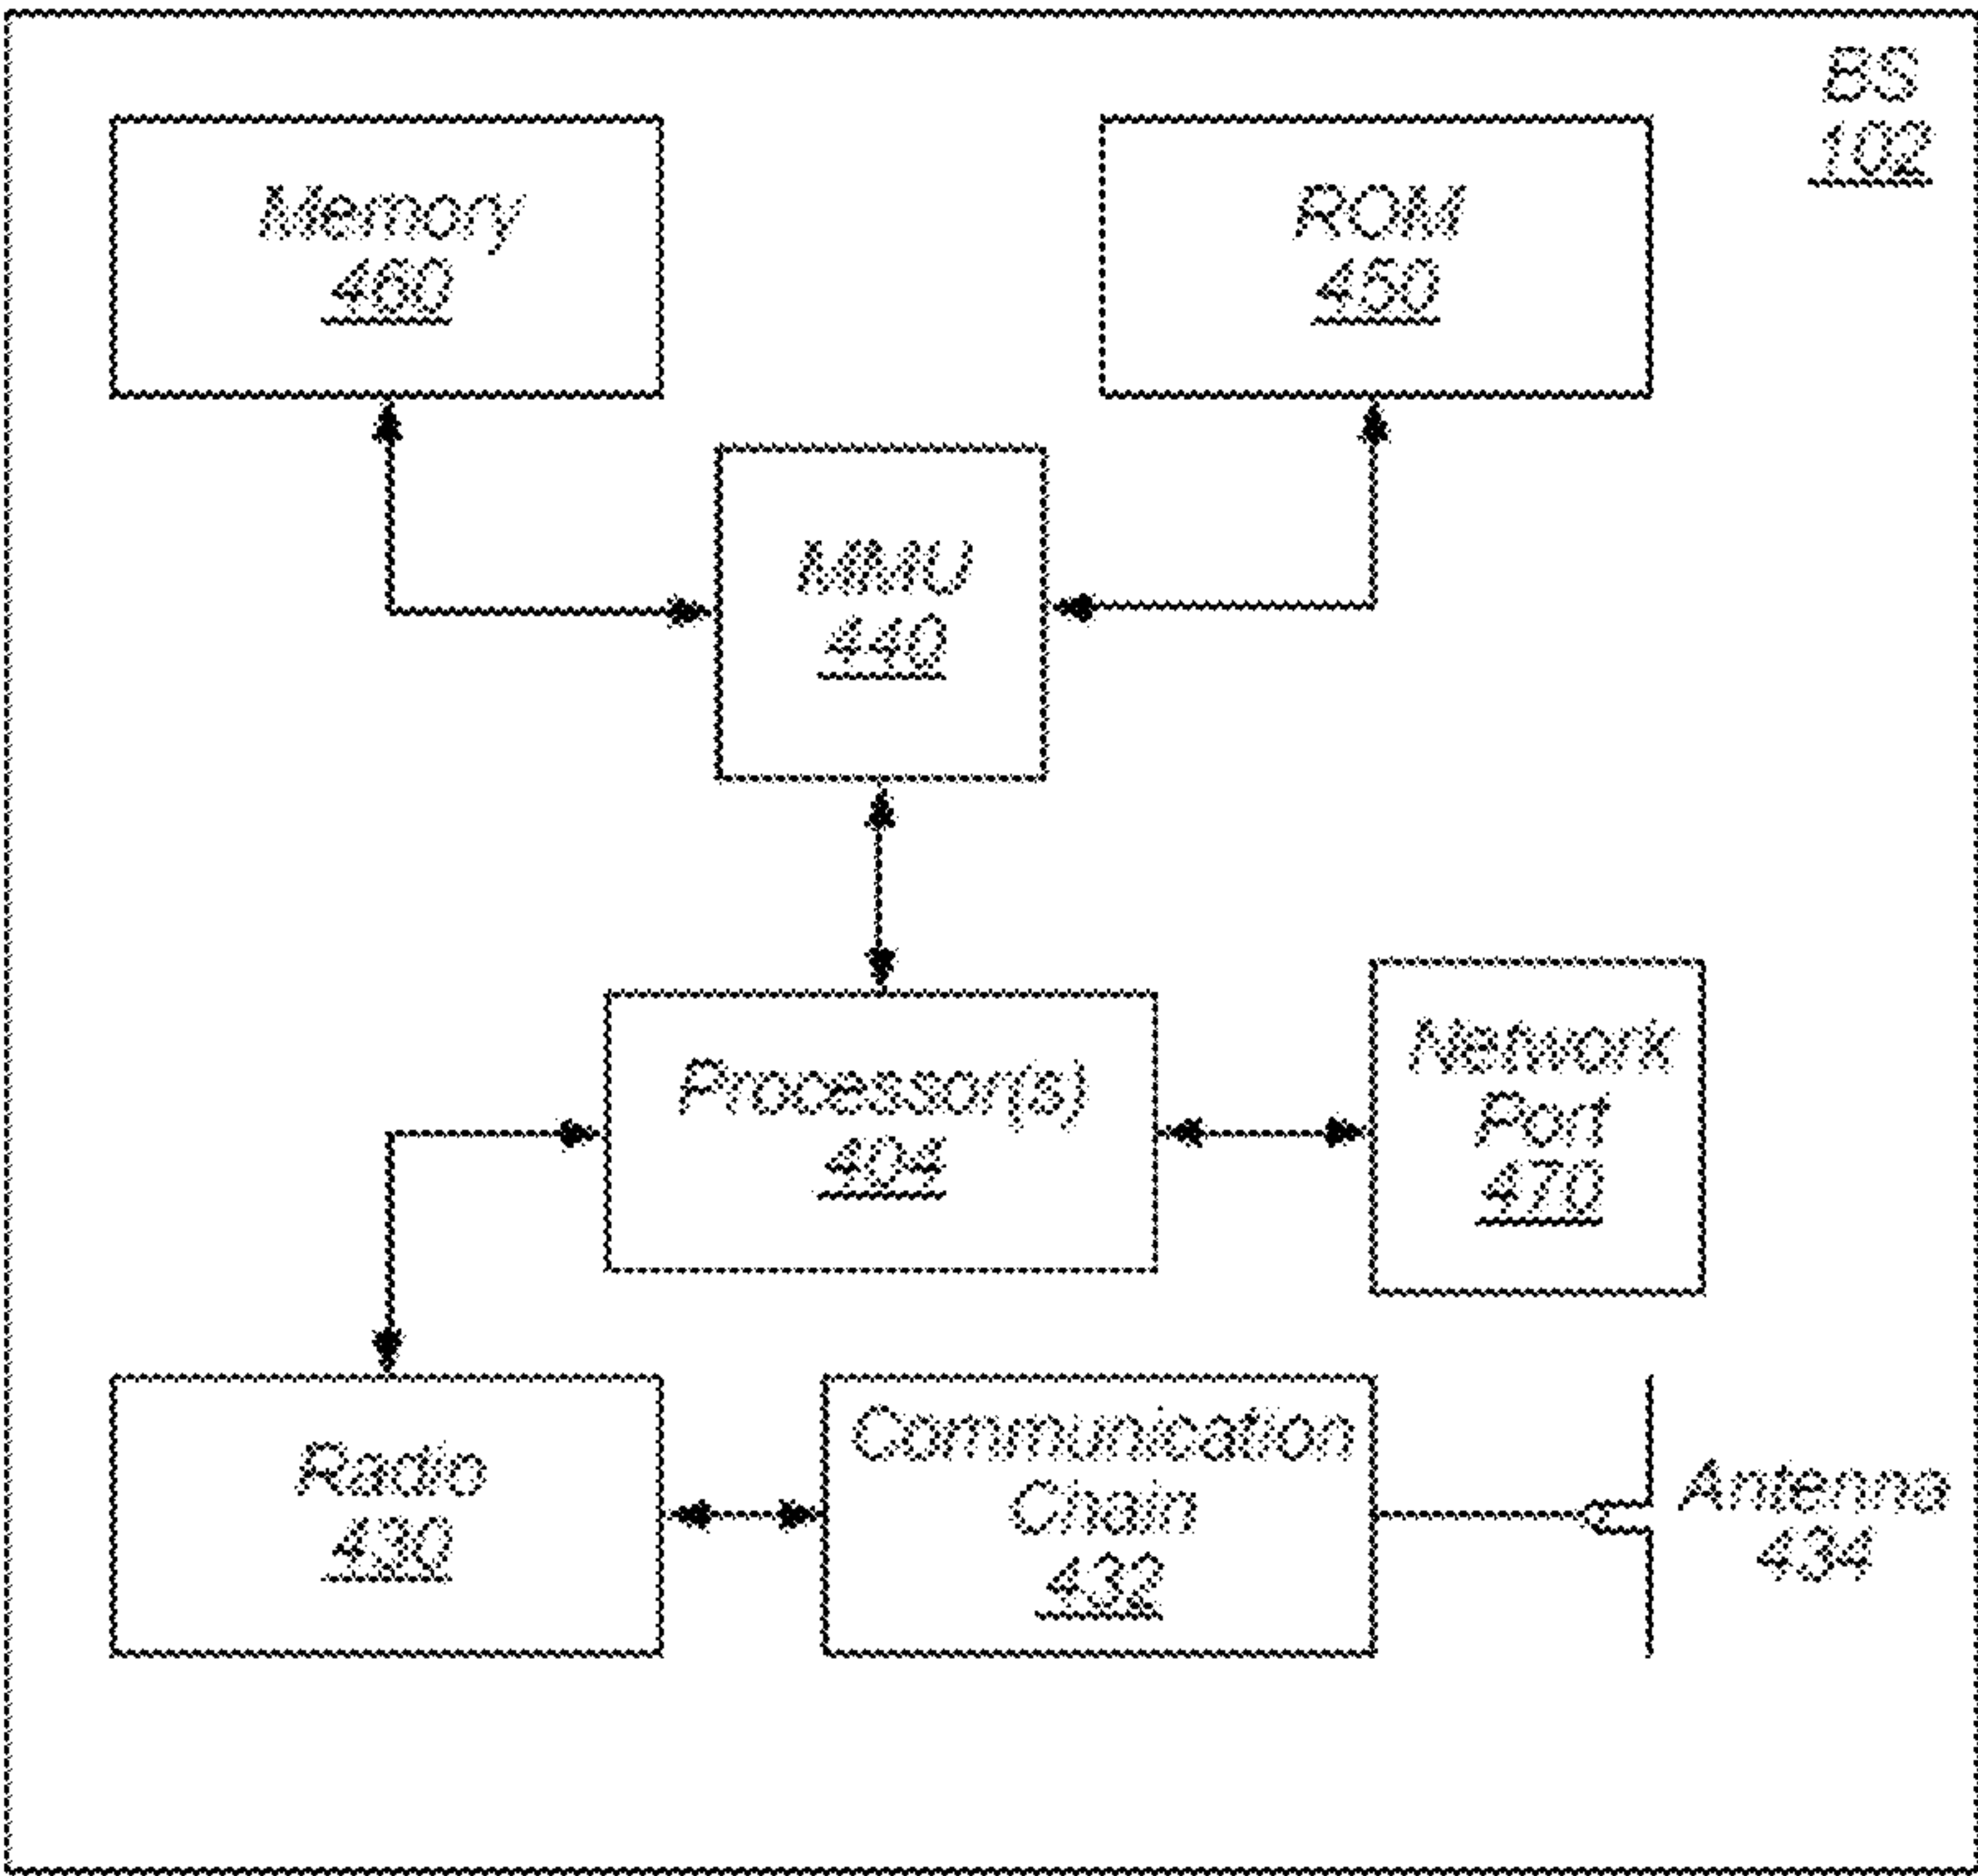 BS
102
Memory
460
ROM
450
MMU
440
Processor(s)
404
Network
Port
470
Radio
430
Communication
Chain
432
Antenna
434